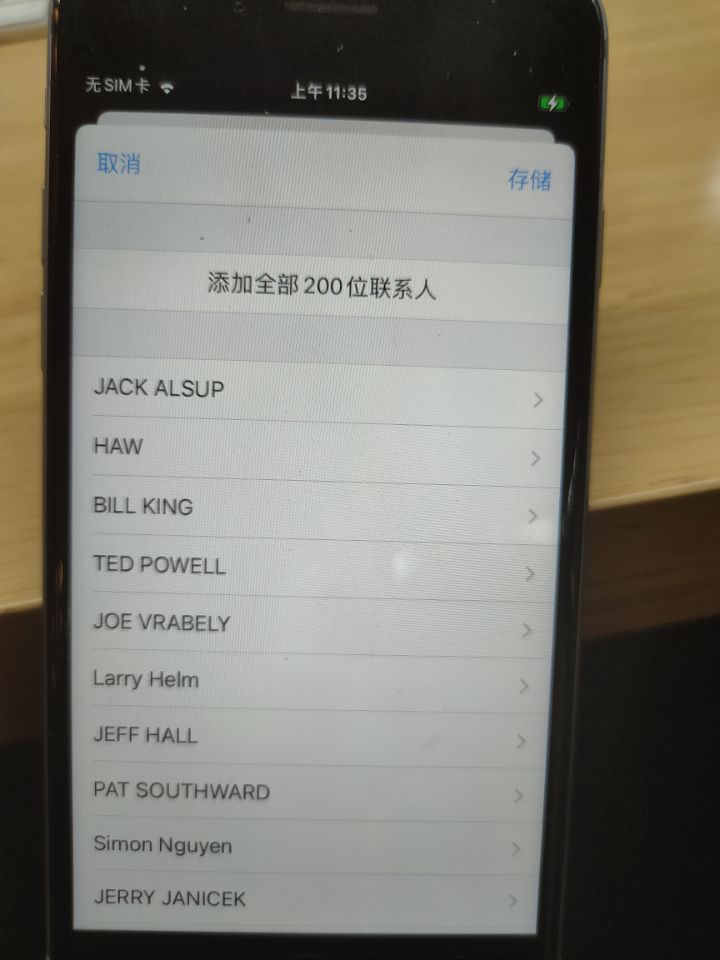 无SIM卡
上午11:35
取消
存储
添加全部200位联系人
JACK ALSUP
HAW
BILL KING
TED POWELL
JOE VRABELY
Larry Helm
JEFF HALL
PAT SOUTHWARD
Simon Nguyen
JERRY JANICEK